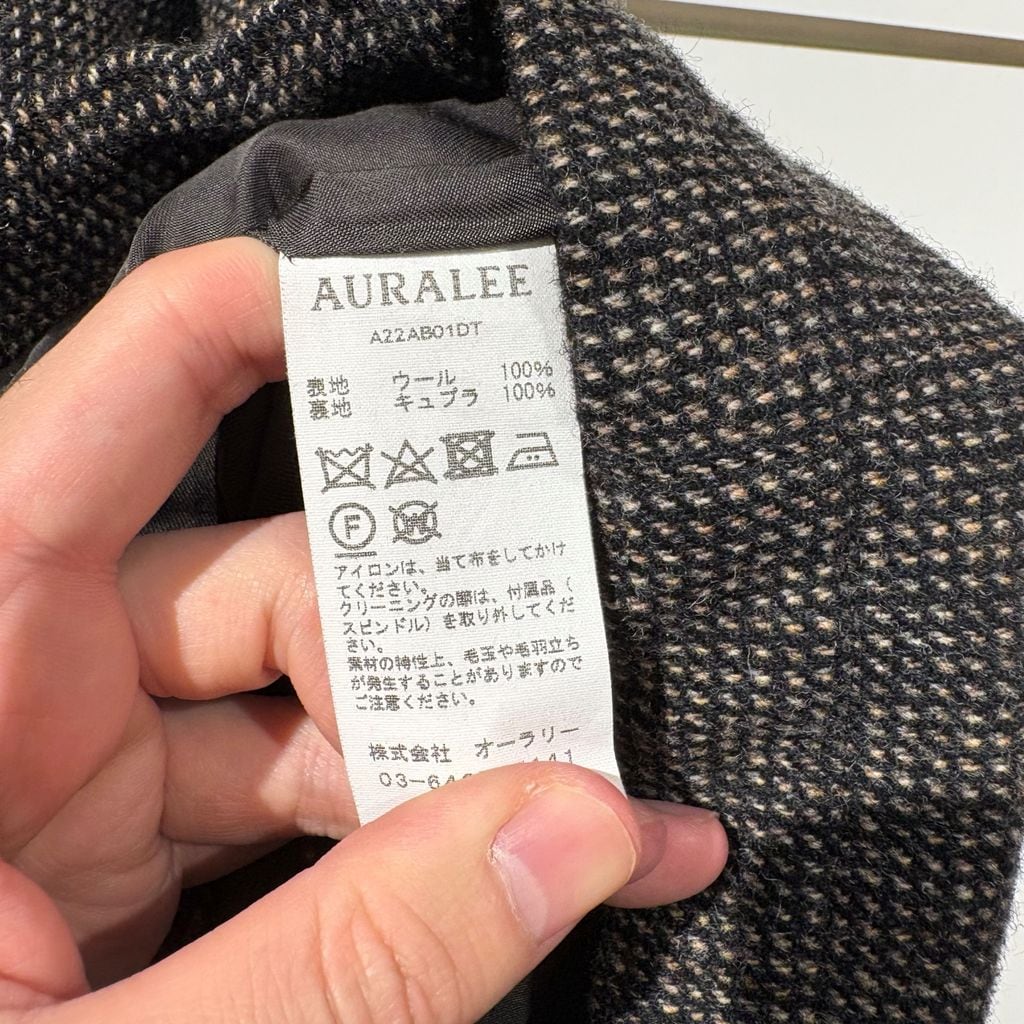 AURALEE
A22AB01DT
表地 ウール 100%
裏地 キュプラ 100%
F
W
アイロンは、当て布をしてかけ
てください。
クリーニングの際は、付属品(
スピンドル)を取り外してくだ
さい。
素材の特性上、毛玉や毛羽立ち
が発生することがありますので
ご注意ください。
株式会社 オーラリー